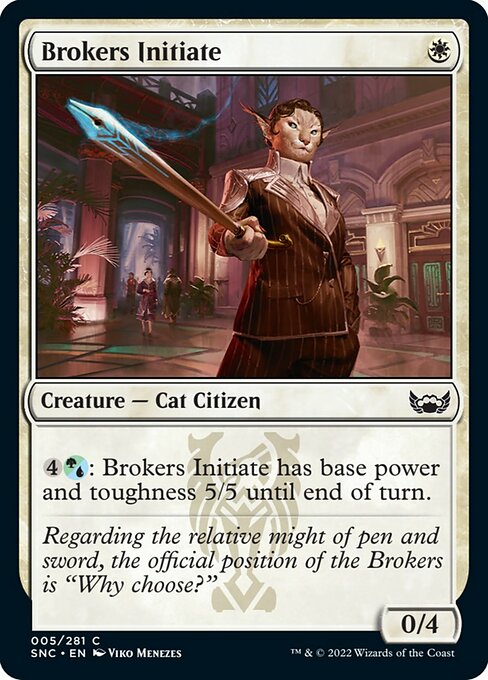 Brokers Initiate
Creature — Cat Citizen
4: Brokers Initiate has base power
and toughness 5/5 until end of turn.
Regarding the relative might of pen and
sword, the official position of the Brokers
is “Why choose?”
0/4
005/281 C
SNC • EN Viko Menezes
™ & © 2022 Wizards of the Coast